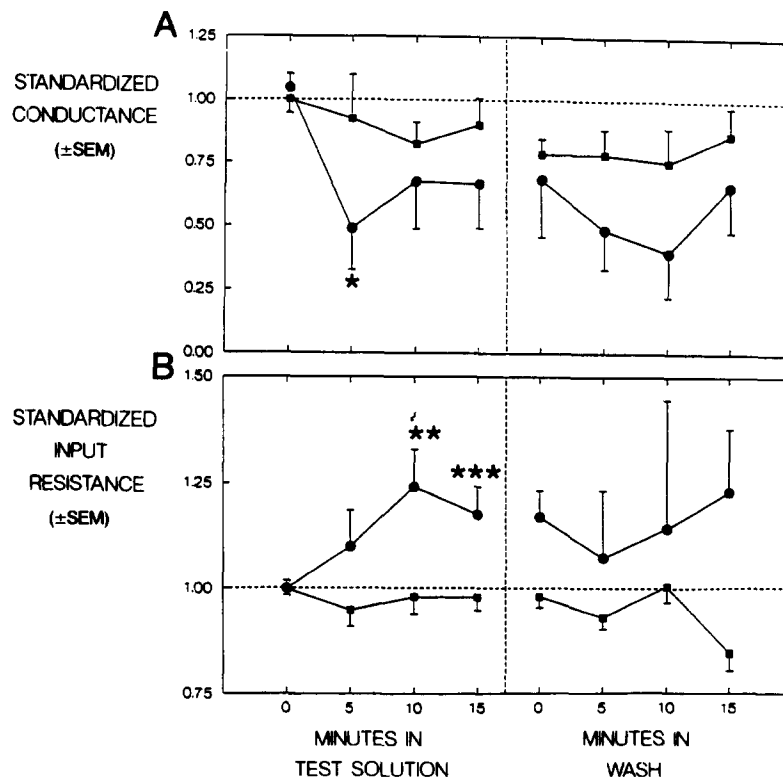 A
STANDARDIZED
CONDUCTANCE
(±SEM)
1.25
1.00
0.75
0.50
0.25
0.00
★
B
STANDARDIZED
INPUT
RESISTANCE
(±SEM)
1.50
1.25
1.00
0.75
★★
★★★
0 5 10 15 0 5 10 15
MINUTES IN
TEST SOLUTION
MINUTES IN
WASH